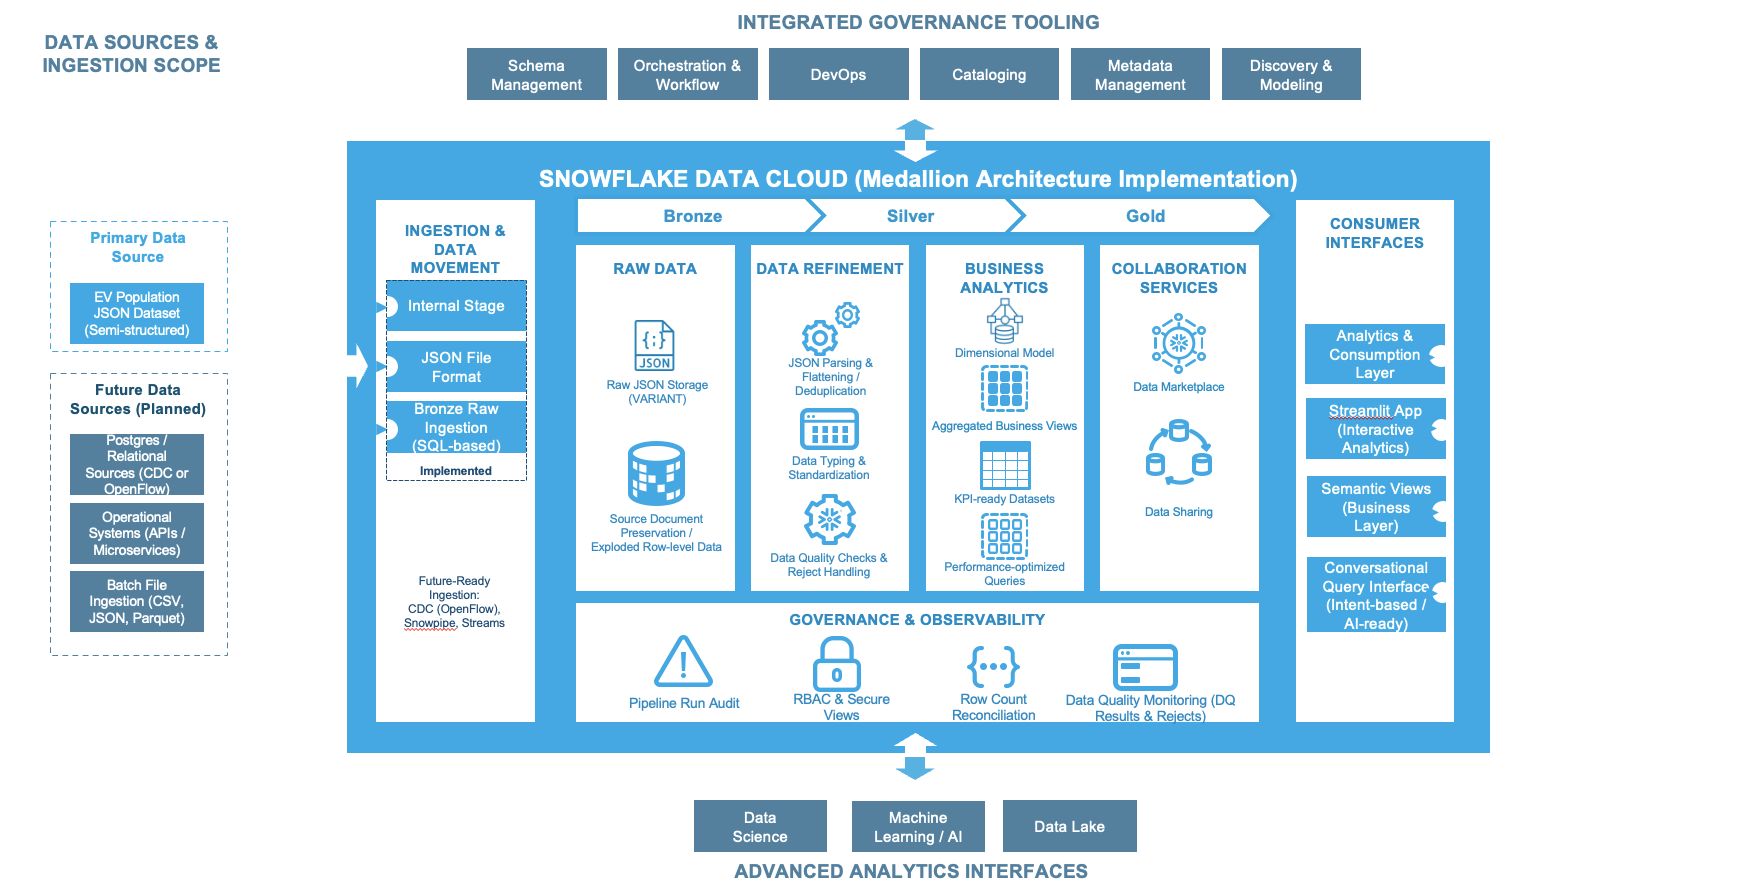 INTEGRATED GOVERNANCE TOOLING
DATA SOURCES &
INGESTION SCOPE
Schema
Management
Orchestration &
Workflow
DevOps
Cataloging
Metadata
Management
Discovery &
Modeling
SNOWFLAKE DATA CLOUD (Medallion Architecture Implementation)
Primary Data
Source
EV Population
JSON Dataset
(Semi-structured)
Future Data
Sources (Planned)
Postgres /
Relational
Sources (CDC or
OpenFlow)
Operational
Systems (APIs /
Microservices)
Batch File
Ingestion (CSV,
JSON, Parquet)
INGESTION &
DATA
MOVEMENT
Internal Stage
JSON File
Format
Bronze Raw
Ingestion
(SQL-based)
Implemented
Future-Ready
Ingestion:
CDC (OpenFlow),
Snowpipe, Streams
Bronze
Silver
Gold
RAW DATA
{;}
JSON
Raw JSON Storage
(VARIANT)
Source Document
Preservation /
Exploded Row-level Data
DATA REFINEMENT
JSON Parsing &
Flattening /
Deduplication
Data Typing &
Standardization
Data Quality Checks &
Reject Handling
BUSINESS
ANALYTICS
Dimensional Model
Aggregated Business Views
KPI-ready Datasets
Performance-optimized
Queries
COLLABORATION
SERVICES
Data Marketplace
Data Sharing
GOVERNANCE & OBSERVABILITY
Pipeline Run Audit
RBAC & Secure
Views
Row Count
Reconciliation
Data Quality Monitoring (DQ
Results & Rejects)
CONSUMER
INTERFACES
Analytics &
Consumption
Layer
Streamlit App
(Interactive
Analytics)
Semantic Views
(Business
Layer)
Conversational
Query Interface
(Intent-based /
AI-ready)
Data
Science
Machine
Learning / AI
Data Lake
ADVANCED ANALYTICS INTERFACES